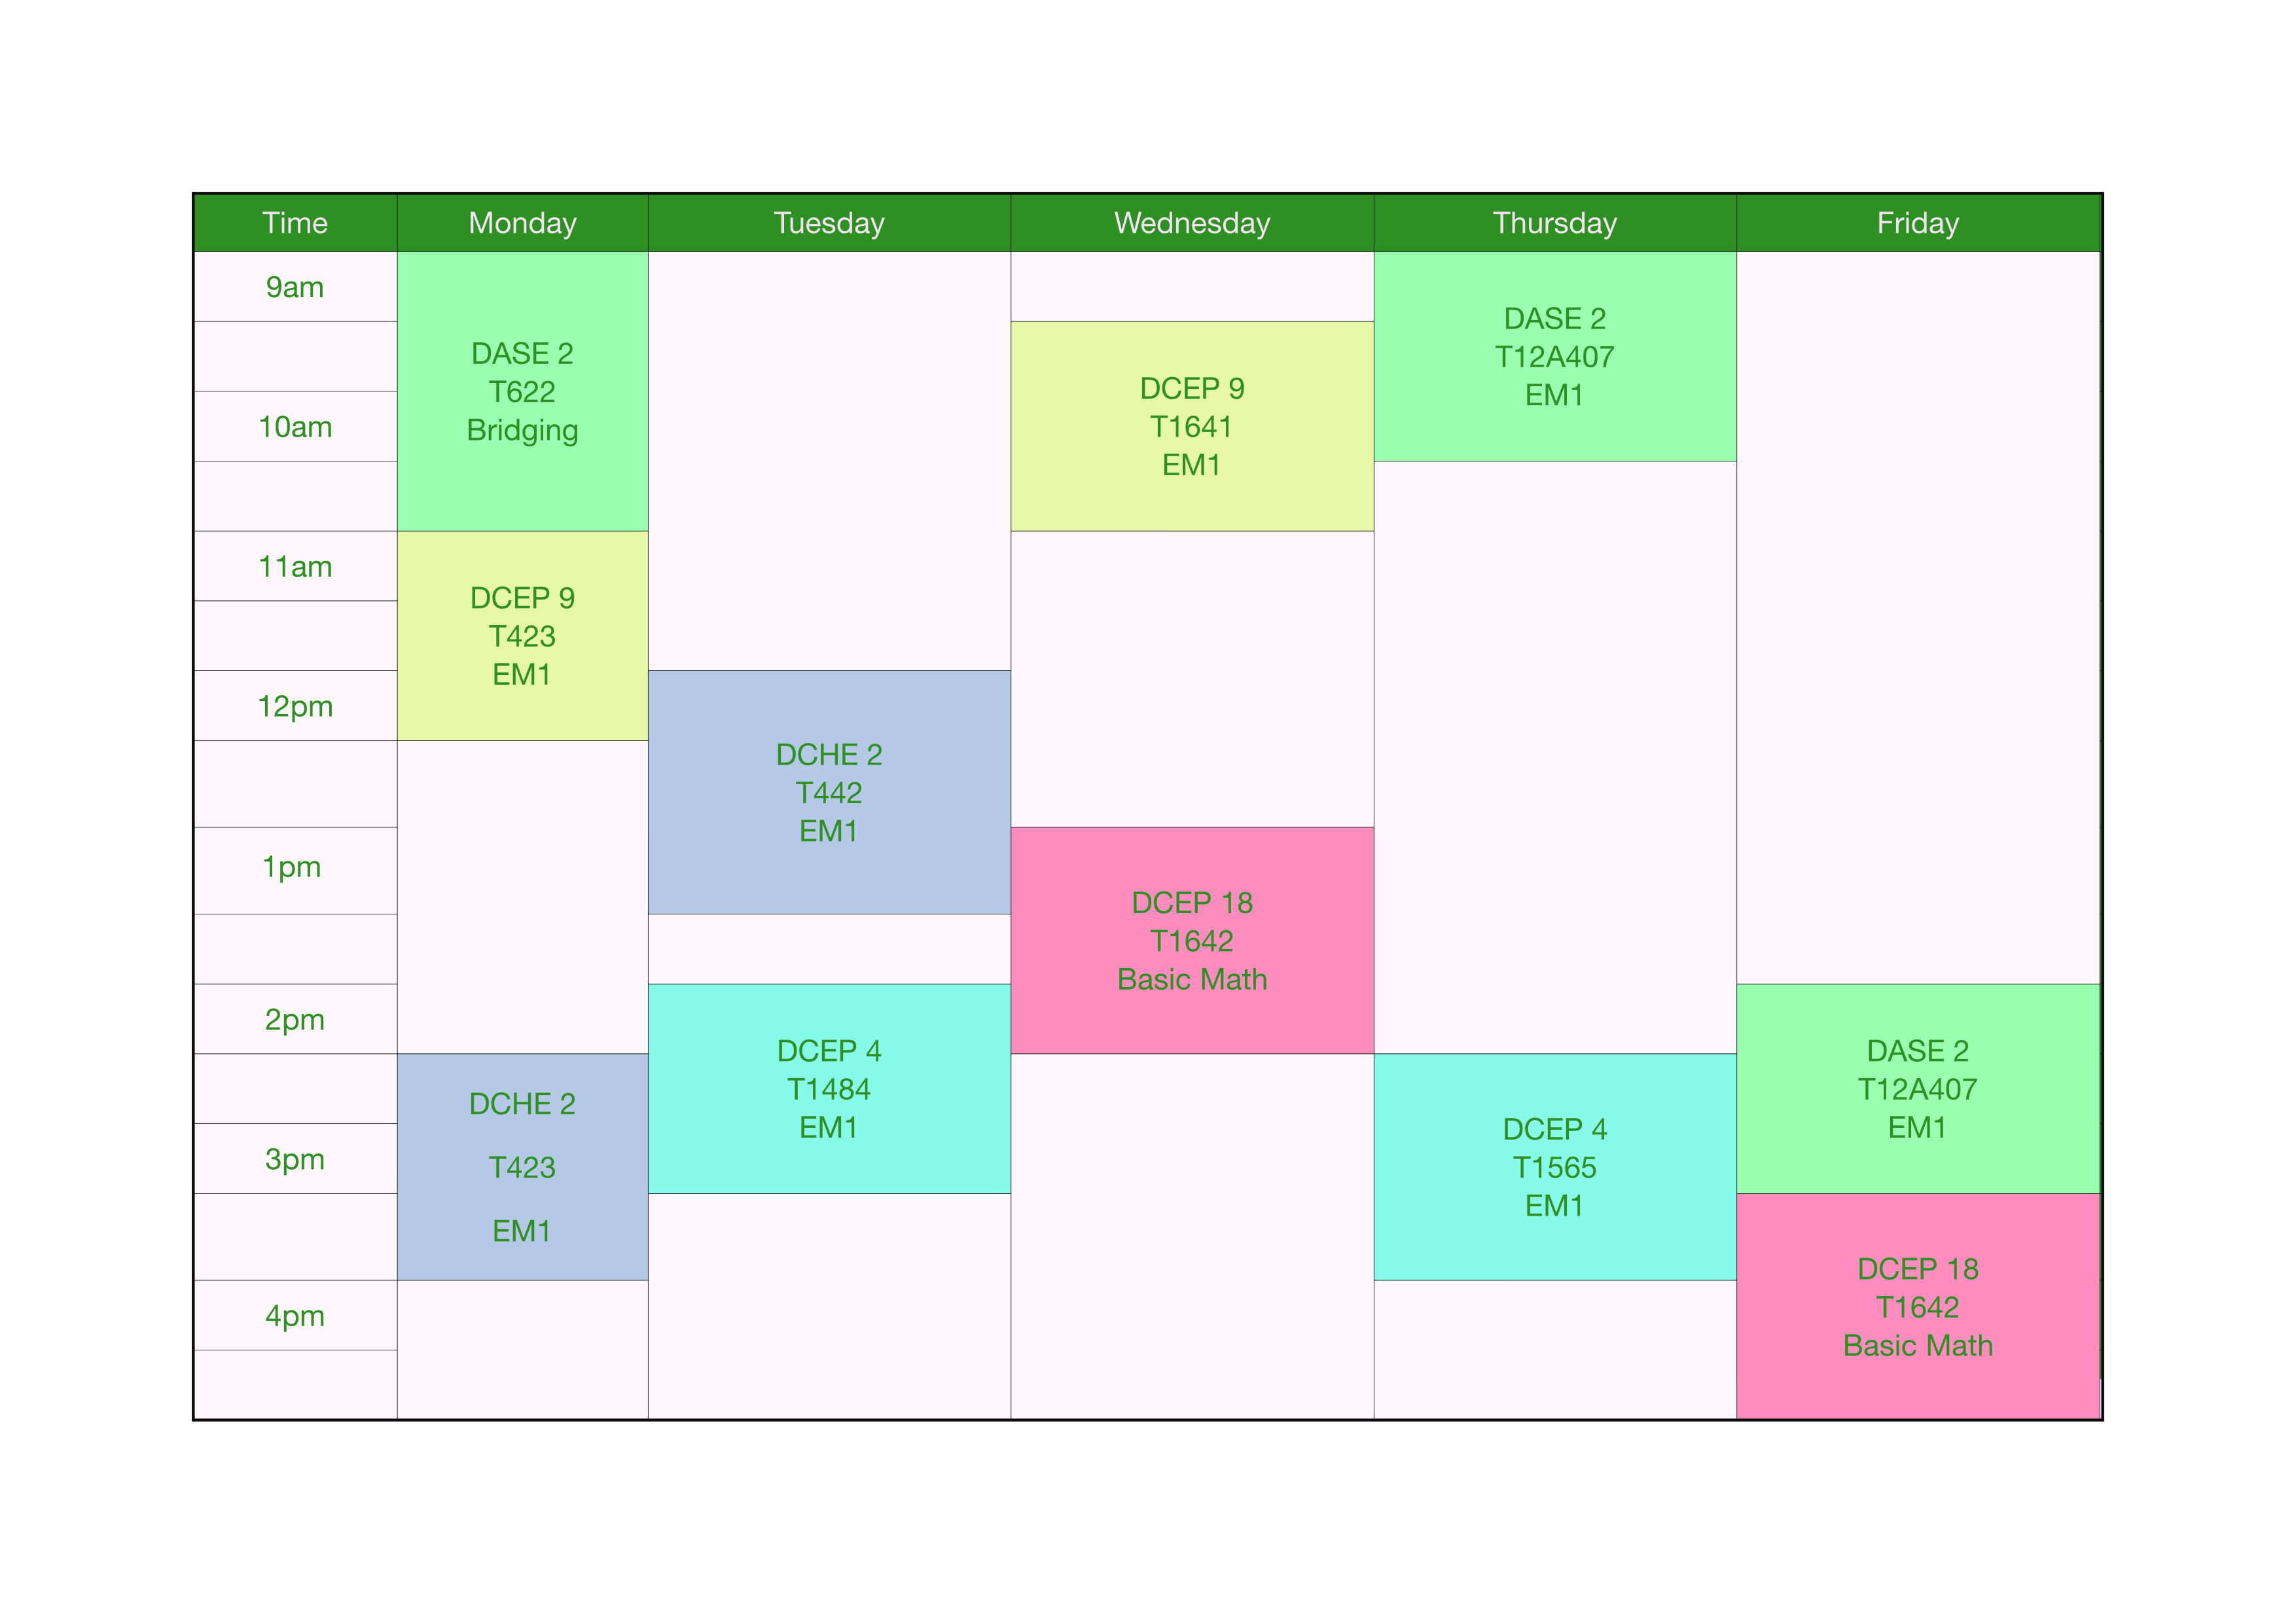 Time Monday Tuesday Wednesday Thursday Friday
9am
10am
11am
12pm
1pm
2pm
3pm
4pm
DASE 2
T622
Bridging
DCEP 9
T423
EM1
DCHE 2
T423
EM1
DCHE 2
T442
EM1
DCEP 4
T1484
EM1
DCEP 9
T1641
EM1
DCEP 18
T1642
Basic Math
DASE 2
T12A407
EM1
DCEP 4
T1565
EM1
DASE 2
T12A407
EM1
DCEP 18
T1642
Basic Math